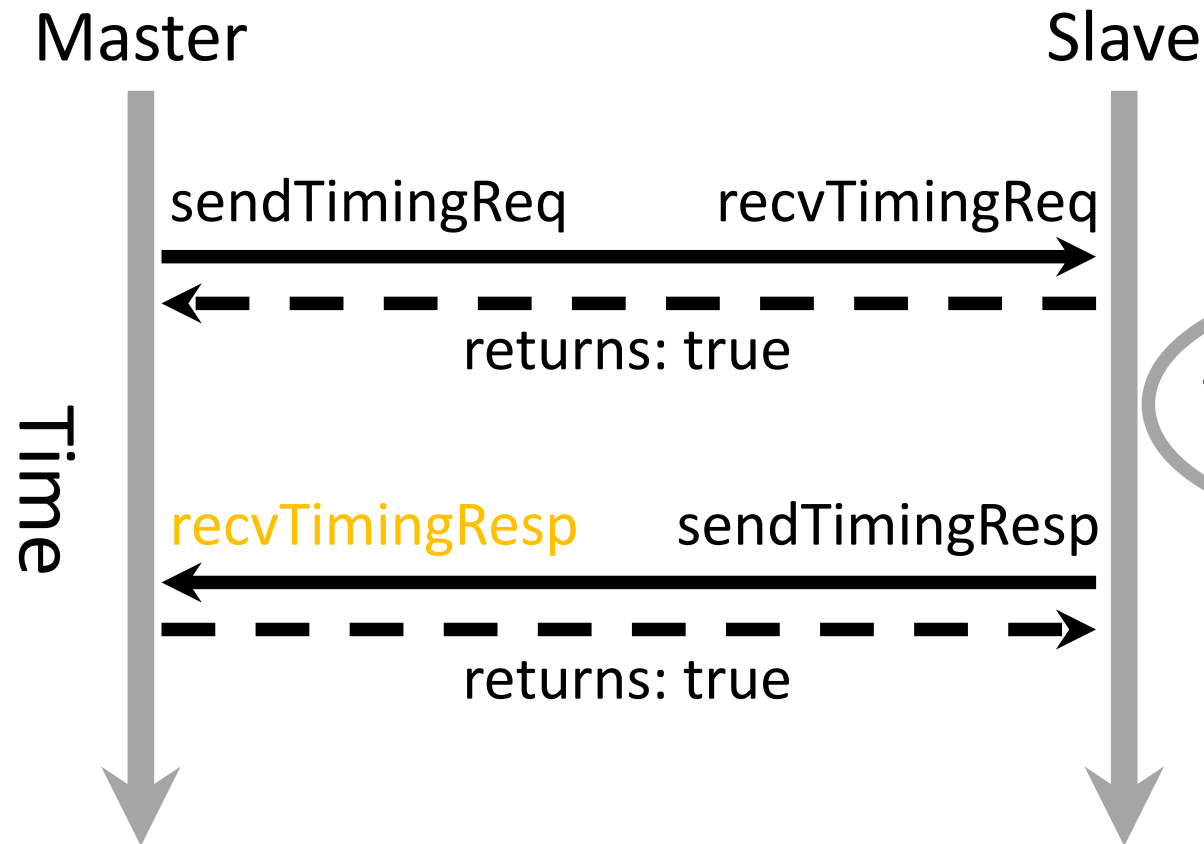 Master Slave
sendTimingReq recvTimingReq
returns: true
Time
recvTimingResp sendTimingResp
returns: true